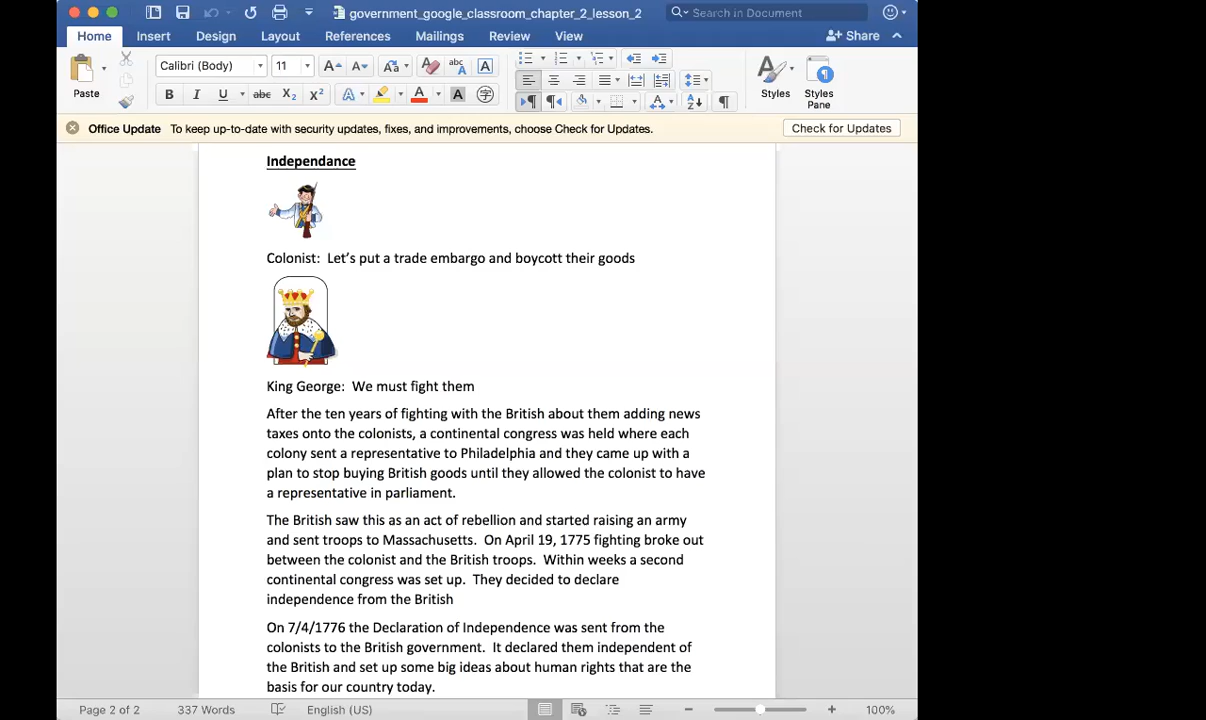 government_google_classroom_chapter_2_lesson_2
Search in Document
Home Insert Design Layout References Mailings Review View
Share
Paste
Calibri (Body) 11
A A Aa abc A
B I U abc X2 X2 A A A
Styles
Styles Pane
Office Update To keep up-to-date with security updates, fixes, and improvements, choose Check for Updates.
Check for Updates
Independance
Colonist: Let's put a trade embargo and boycott their goods
King George: We must fight them
After the ten years of fighting with the British about them adding news
taxes onto the colonists, a continental congress was held where each
colony sent a representative to Philadelphia and they came up with a
plan to stop buying British goods until they allowed the colonist to have
a representative in parliament.
The British saw this as an act of rebellion and started raising an army
and sent troops to Massachusetts. On April 19, 1775 fighting broke out
between the colonist and the British troops. Within weeks a second
continental congress was set up. They decided to declare
independence from the British
On 7/4/1776 the Declaration of Independence was sent from the
colonists to the British government. It declared them independent of
the British and set up some big ideas about human rights that are the
basis for our country today.
Page 2 of 2 337 Words English (US) 100%